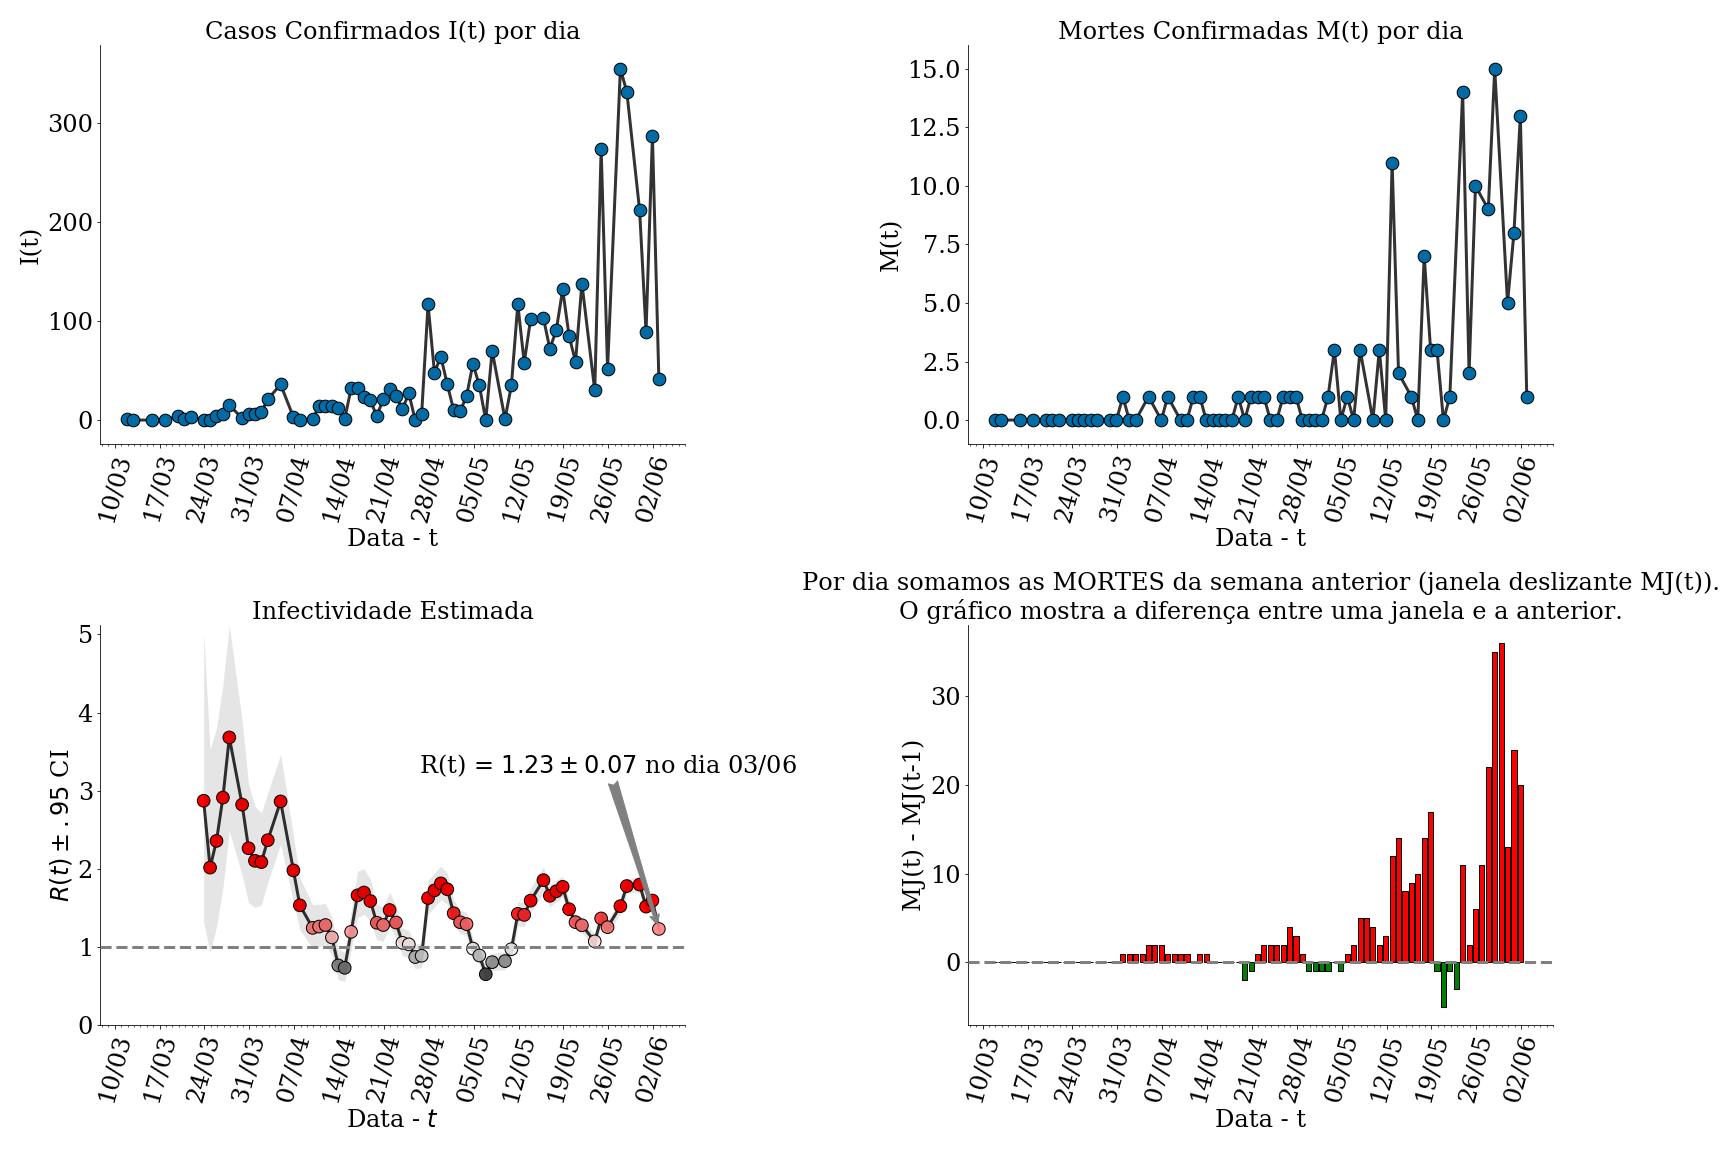 Casos Confirmados I(t) por dia
I(t)
300
200
100
0
10/03 17/03 24/03 31/03 07/04 14/04 21/04 28/04 05/05 12/05 19/05 26/05 02/06
Data - t
Mortes Confirmadas M(t) por dia
M(t)
15.0
12.5
10.0
7.5
5.0
2.5
0.0
10/03 17/03 24/03 31/03 07/04 14/04 21/04 28/04 05/05 12/05 19/05 26/05 02/06
Data - t
Infectividade Estimada
R(t) ± .95 CI
5
4
3
2
1
0
R(t) = 1.23 ± 0.07 no dia 03/06
10/03 17/03 24/03 31/03 07/04 14/04 21/04 28/04 05/05 12/05 19/05 26/05 02/06
Data - t
Por dia somamos as MORTES da semana anterior (janela deslizante MJ(t)).
O gráfico mostra a diferença entre uma janela e a anterior.
MJ(t) - MJ(t-1)
30
20
10
0
10/03 17/03 24/03 31/03 07/04 14/04 21/04 28/04 05/05 12/05 19/05 26/05 02/06
Data - t